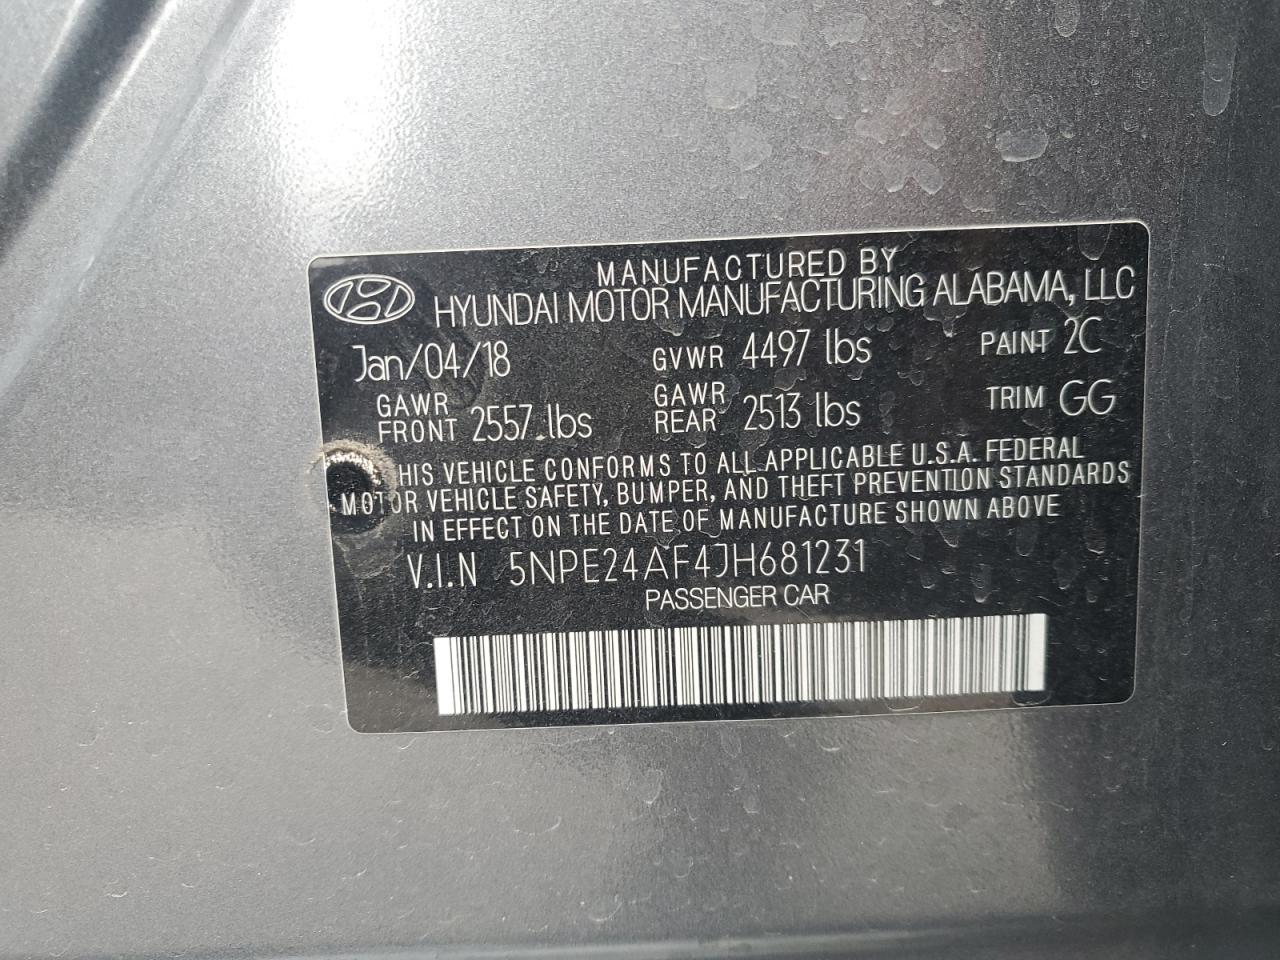 MANUFACTURED BY
HYUNDAI MOTOR MANUFACTURING ALABAMA, LLC
Jan/04/18 GVWR 4497 lbs PAINT 2C
GAWR FRONT 2557 lbs GAWR REAR 2513 lbs TRIM GG
HIS VEHICLE CONFORMS TO ALL APPLICABLE U.S.A. FEDERAL
MOTOR VEHICLE SAFETY, BUMPER, AND THEFT PREVENTION STANDARDS
IN EFFECT ON THE DATE OF MANUFACTURE SHOWN ABOVE
V.I.N 5NPE24AF4JH681231
PASSENGER CAR